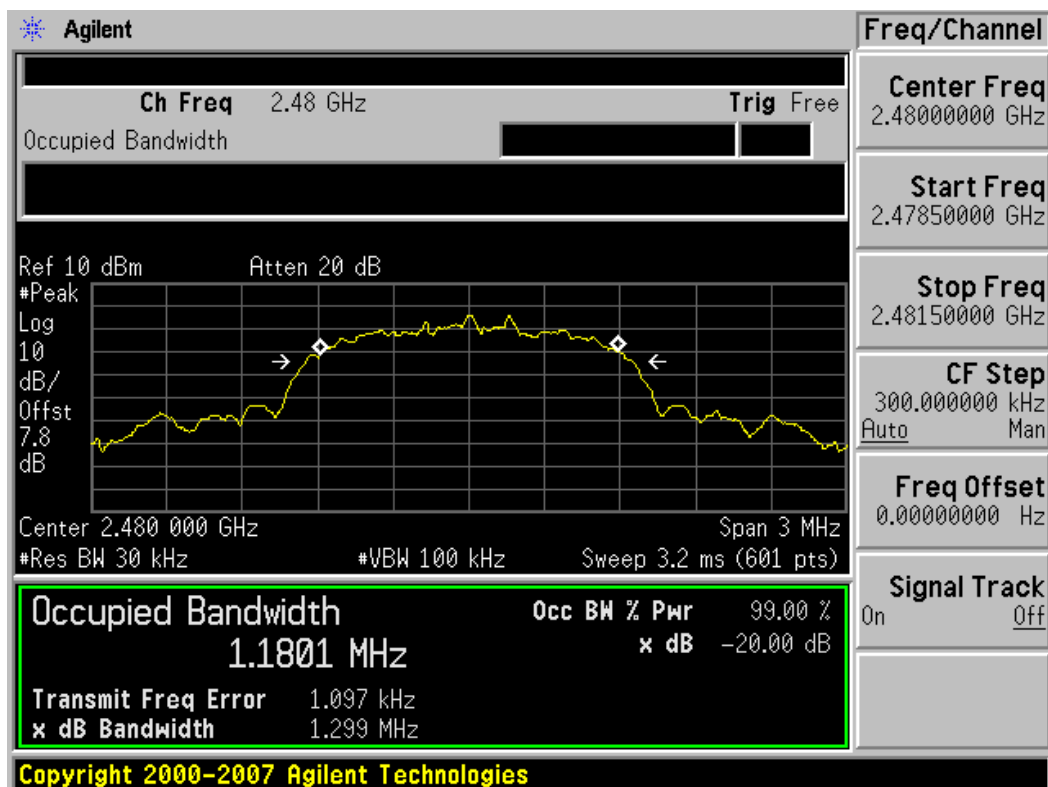 Agilent
Freq/Channel
Ch Freq 2.48 GHz Trig Free
Occupied Bandwidth
Ref 10 dBm Atten 20 dB
#Peak
Log
10
dB/
Offst
7.8
dB
Center 2.480 000 GHz Span 3 MHz
#Res BW 30 kHz #VBW 100 kHz Sweep 3.2 ms (601 pts)
Occupied Bandwidth
1.1801 MHz
Occ BW % Pwr 99.00 %
x dB -20.00 dB
Transmit Freq Error 1.097 kHz
x dB Bandwidth 1.299 MHz
Copyright 2000-2007 Agilent Technologies
Center Freq
2.48000000 GHz
Start Freq
2.47850000 GHz
Stop Freq
2.48150000 GHz
CF Step
300.000000 kHz
Auto Man
Freq Offset
0.00000000 Hz
Signal Track
On Off